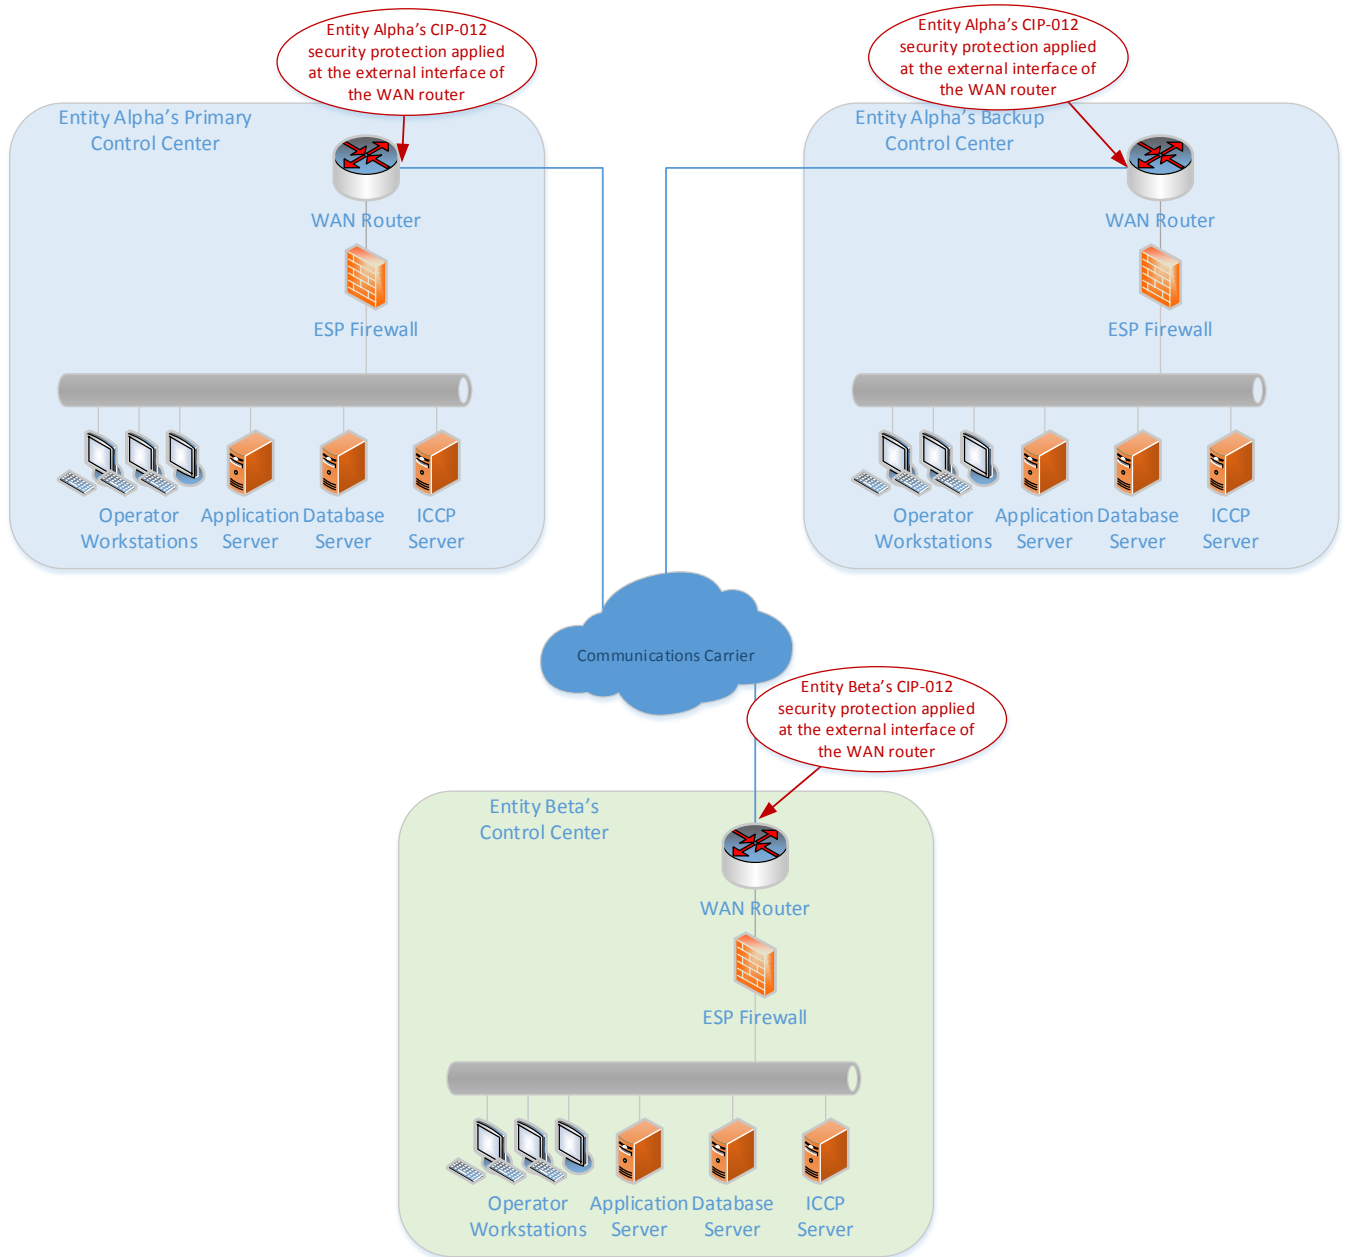 Entity Alpha's CIP-012
security protection applied
at the external interface of
the WAN router
Entity Alpha's Primary
Control Center
WAN Router
ESP Firewall
Operator
Workstations
Application
Server
Database
Server
ICCP
Server
Entity Alpha's CIP-012
security protection applied
at the external interface of
the WAN router
Entity Alpha's Backup
Control Center
WAN Router
ESP Firewall
Operator
Workstations
Application
Server
Database
Server
ICCP
Server
Communications Carrier
Entity Beta's CIP-012
security protection applied
at the external interface of
the WAN router
Entity Beta's
Control Center
WAN Router
ESP Firewall
Operator
Workstations
Application
Server
Database
Server
ICCP
Server